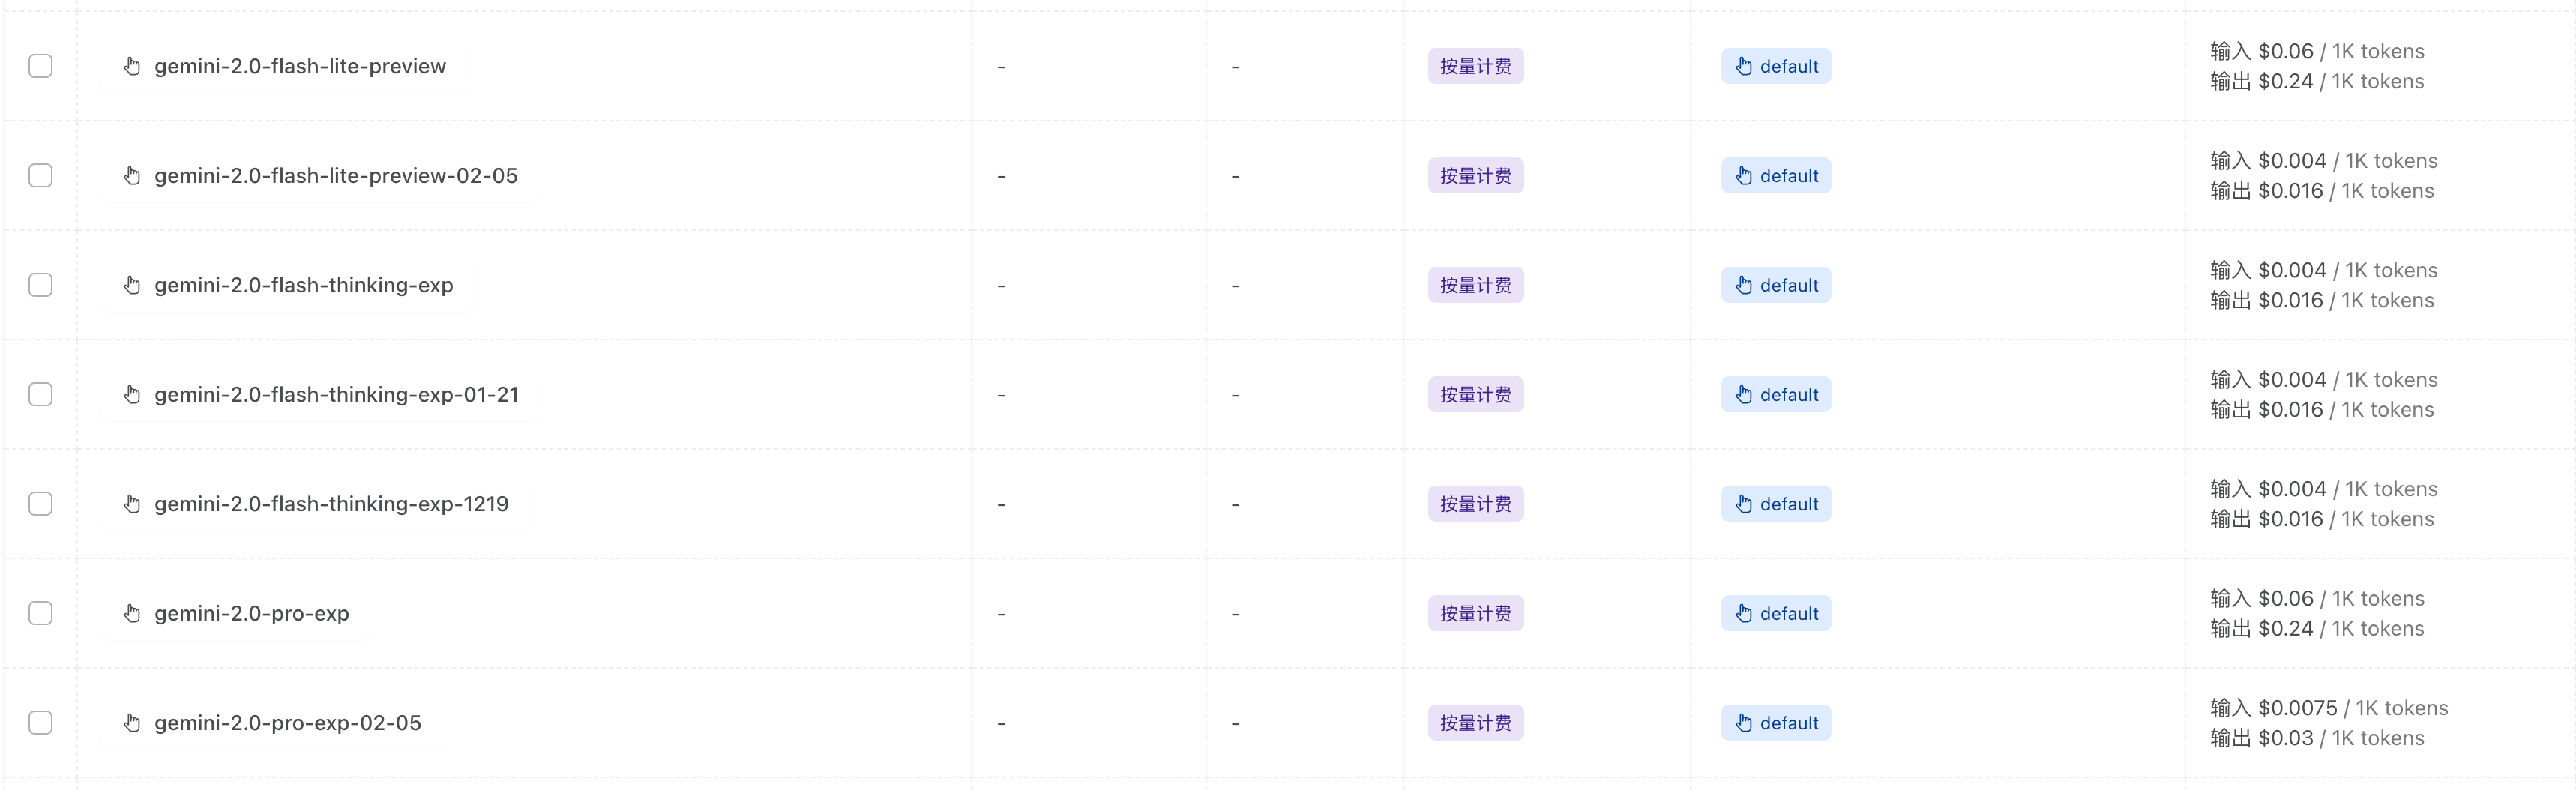 gemini-2.0-flash-lite-preview - - 按量计费 default 输入 $0.06 / 1K tokens
输出 $0.24 / 1K tokens
gemini-2.0-flash-lite-preview-02-05 - - 按量计费 default 输入 $0.004 / 1K tokens
输出 $0.016 / 1K tokens
gemini-2.0-flash-thinking-exp - - 按量计费 default 输入 $0.004 / 1K tokens
输出 $0.016 / 1K tokens
gemini-2.0-flash-thinking-exp-01-21 - - 按量计费 default 输入 $0.004 / 1K tokens
输出 $0.016 / 1K tokens
gemini-2.0-flash-thinking-exp-1219 - - 按量计费 default 输入 $0.004 / 1K tokens
输出 $0.016 / 1K tokens
gemini-2.0-pro-exp - - 按量计费 default 输入 $0.06 / 1K tokens
输出 $0.24 / 1K tokens
gemini-2.0-pro-exp-02-05 - - 按量计费 default 输入 $0.0075 / 1K tokens
输出 $0.03 / 1K tokens